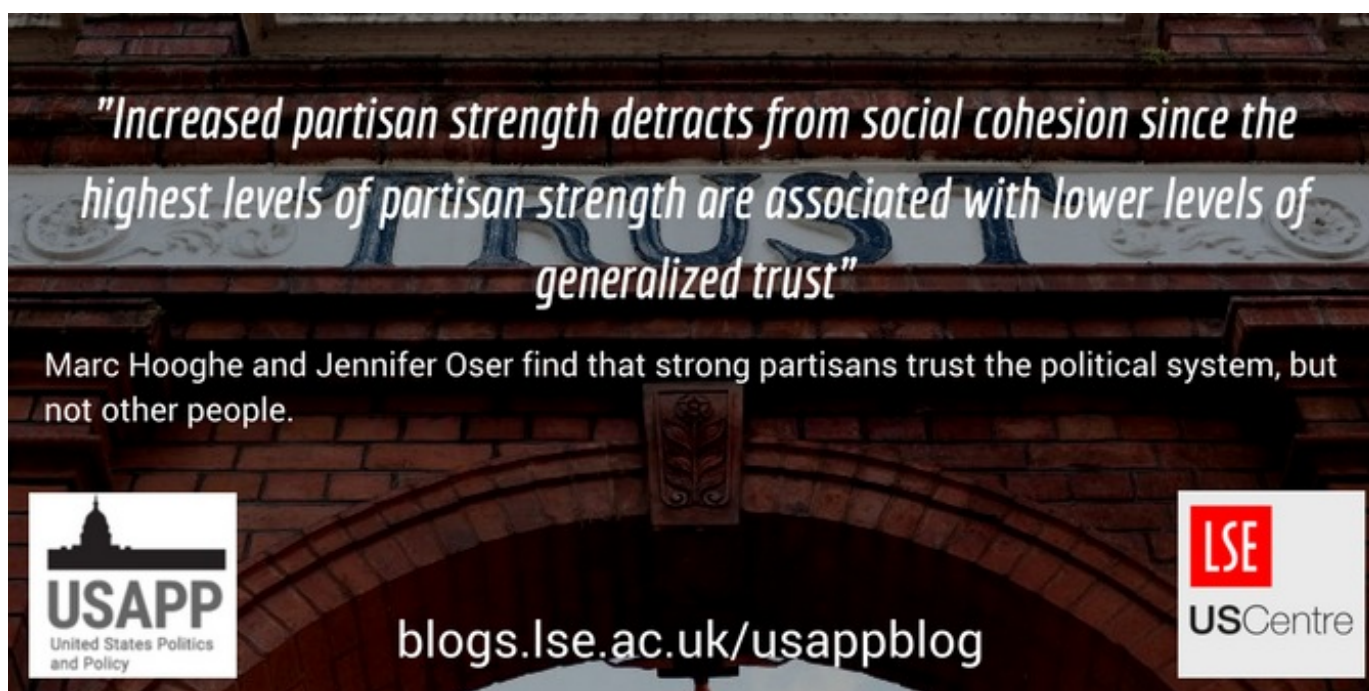 "Increased partisan strength detracts from social cohesion since the
highest levels of partisan strength are associated with lower levels of
generalized trust"
TRUST
Marc Hooghe and Jennifer Oser find that strong partisans trust the political system, but
not other people.
USAPP
United States Politics
and Policy
blogs.lse.ac.uk/usappblog
LSE
USCentre